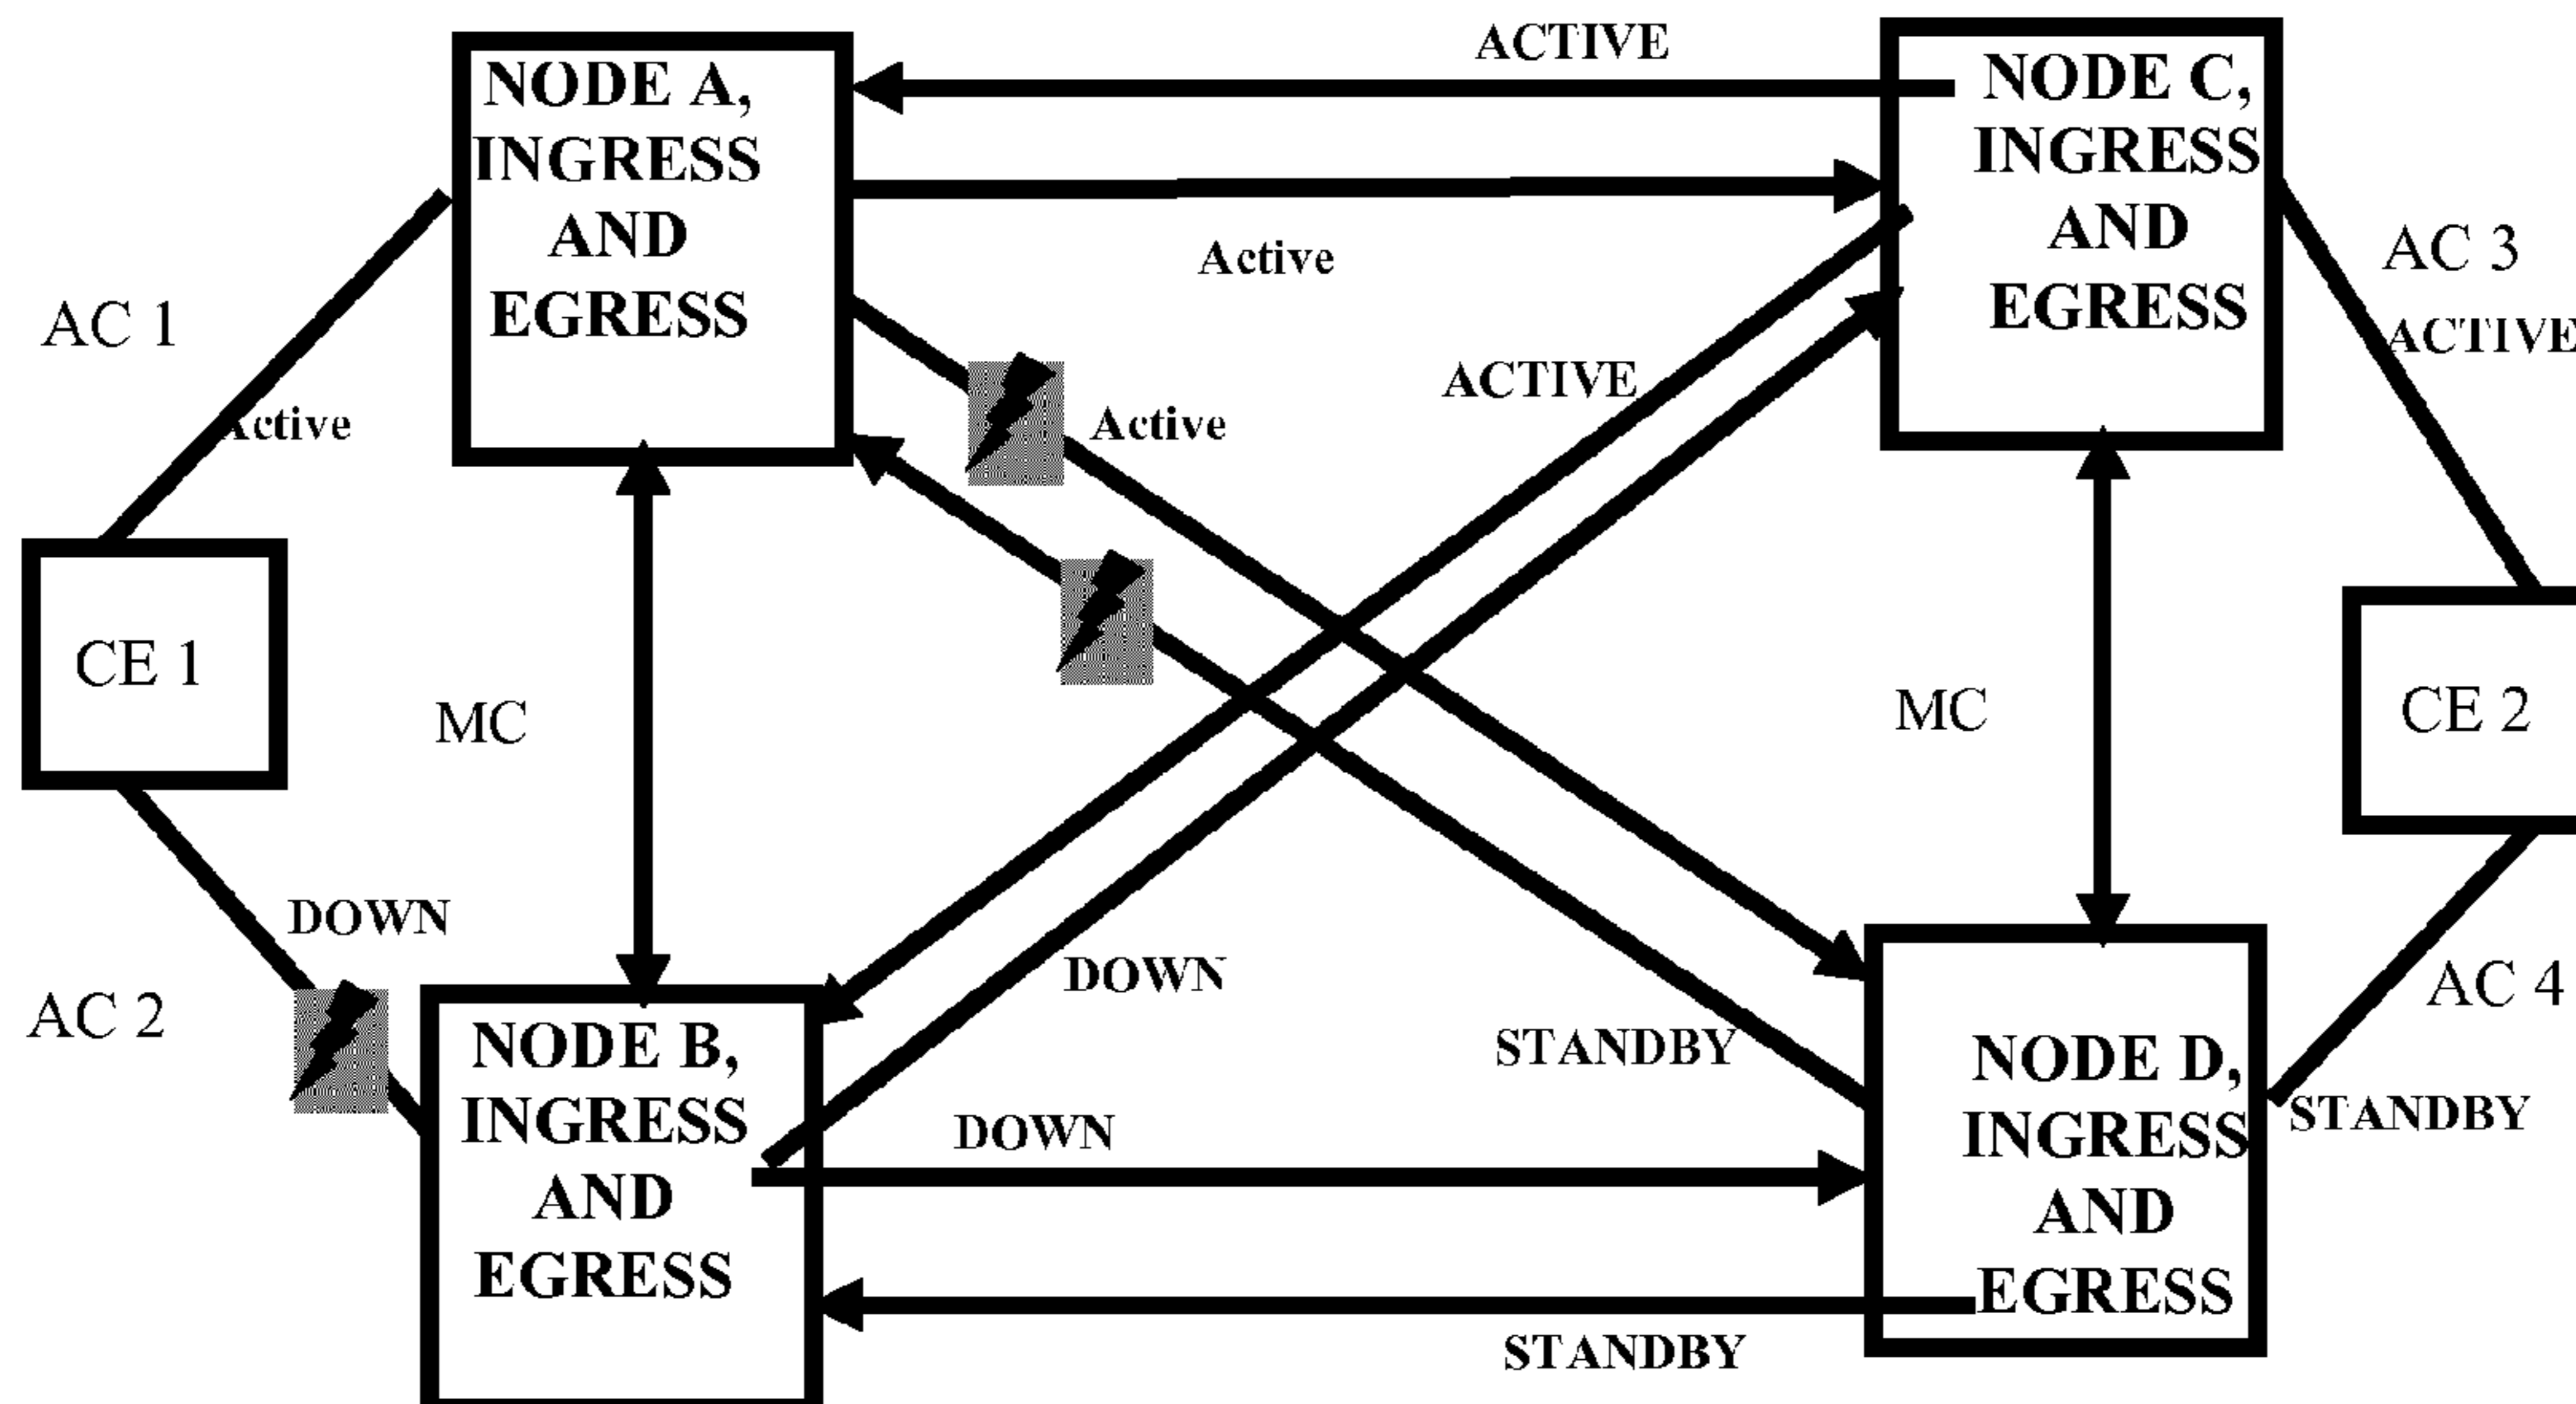 ACTIVE
NODE A,
INGRESS
AND
EGRESS
NODE C,
INGRESS
AND
EGRESS
AC 1
Active
Active
Active
ACTIVE
AC 3
ACTIVE
CE 1
MC
MC
CE 2
DOWN
AC 2
DOWN
STANDBY
AC 4
NODE B,
INGRESS
AND
EGRESS
DOWN
NODE D,
INGRESS
AND
EGRESS
STANDBY
STANDBY